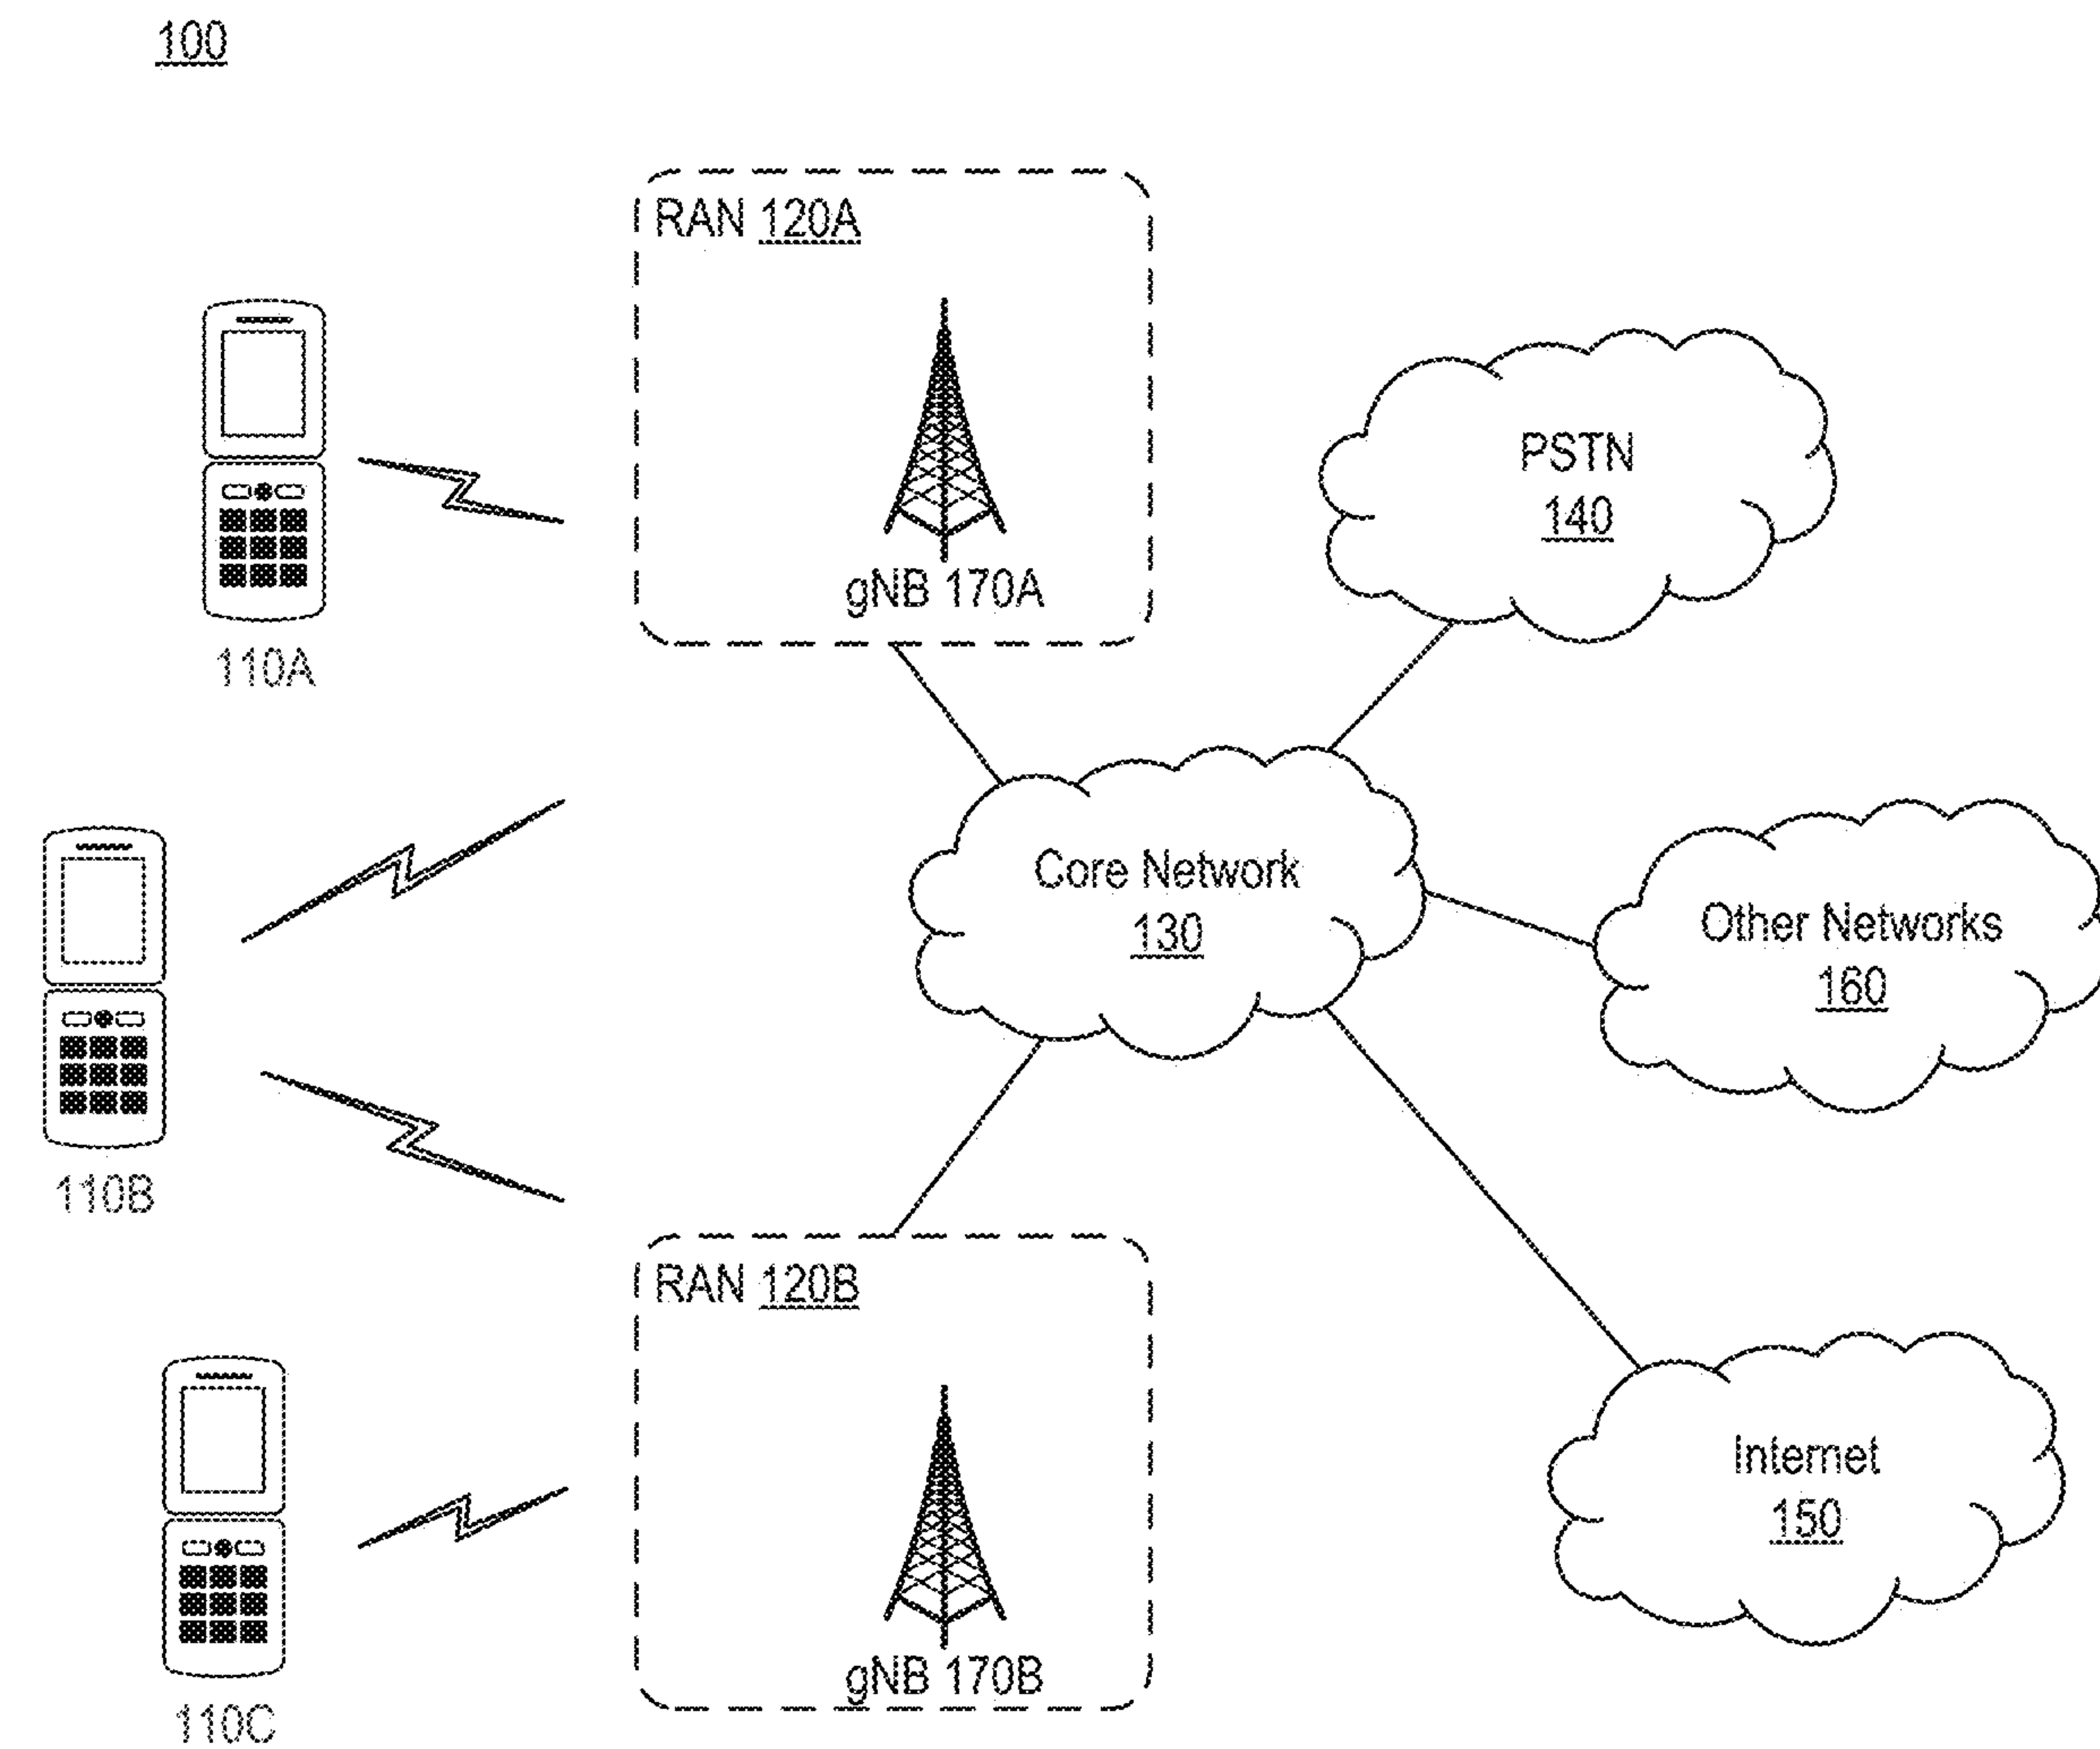 100
RAN 120A
gNB 170A
110A
PSTN
140
Core Network
130
Other Networks
160
110B
RAN 120B
gNB 170B
Internet
150
110C